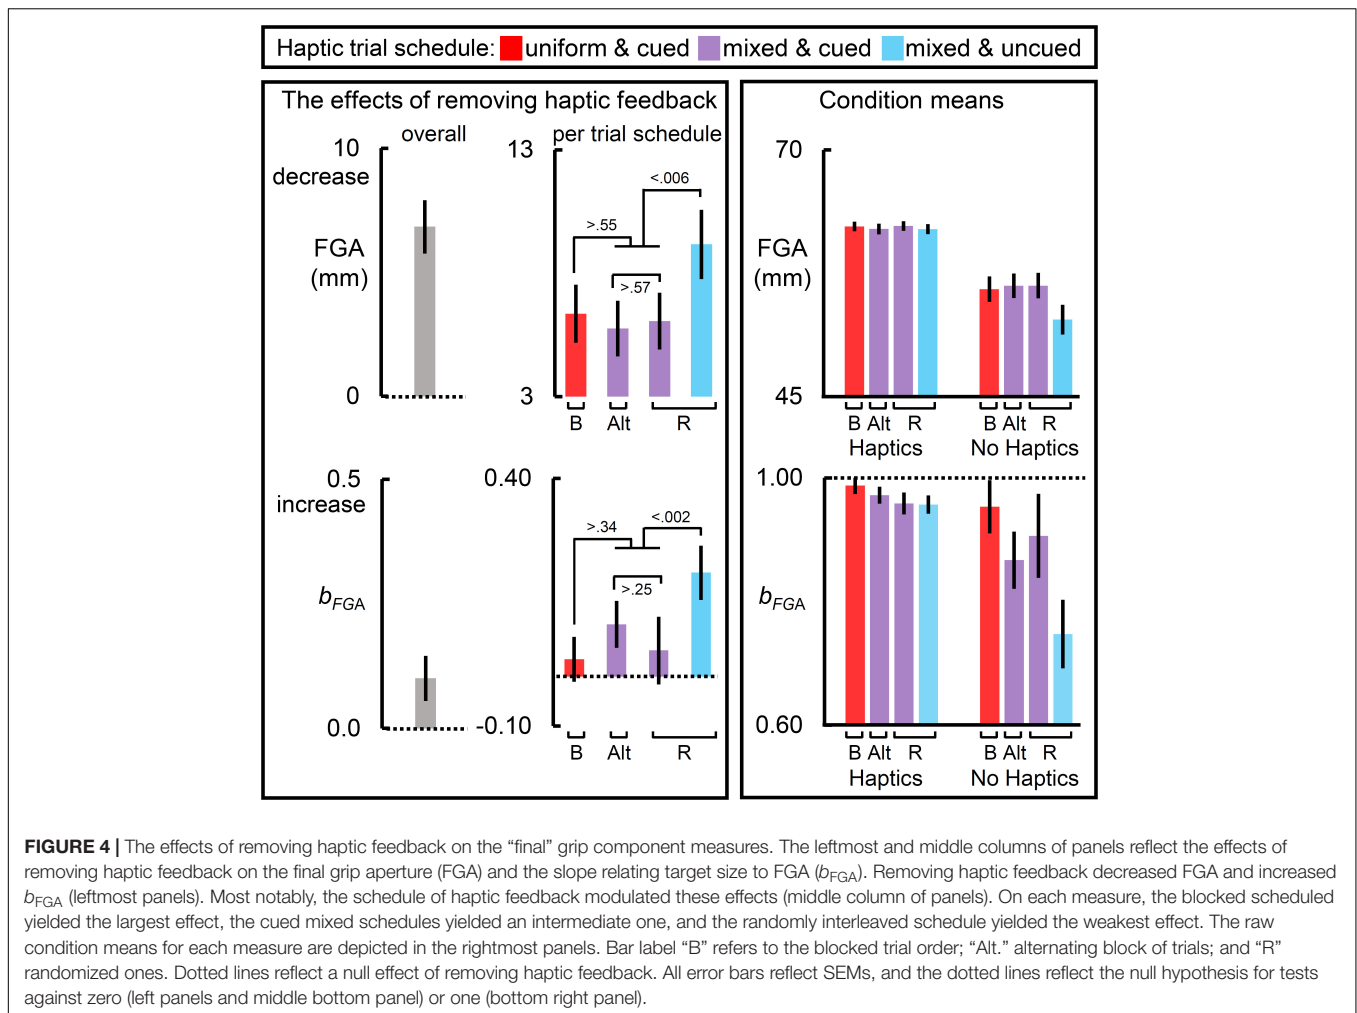 Haptic trial schedule: uniform & cued mixed & cued mixed & uncued
The effects of removing haptic feedback
overall
per trial schedule
10
decrease
FGA
(mm)
0
13
<.006
>.55
>.57
3
B Alt R
0.5
increase
bFGA
0.0
0.40
<.002
>.34
>.25
-0.10
B Alt R
Condition means
70
FGA
(mm)
45
B Alt R B Alt R
Haptics No Haptics
1.00
bFGA
0.60
B Alt R B Alt R
Haptics No Haptics
FIGURE 4 | The effects of removing haptic feedback on the “final” grip component measures. The leftmost and middle columns of panels reflect the effects of
removing haptic feedback on the final grip aperture (FGA) and the slope relating target size to FGA (bFGA). Removing haptic feedback decreased FGA and increased
bFGA (leftmost panels). Most notably, the schedule of haptic feedback modulated these effects (middle column of panels). On each measure, the blocked scheduled
yielded the largest effect, the cued mixed schedules yielded an intermediate one, and the randomly interleaved schedule yielded the weakest effect. The raw
condition means for each measure are depicted in the rightmost panels. Bar label “B” refers to the blocked trial order; “Alt.” alternating block of trials; and “R”
randomized ones. Dotted lines reflect a null effect of removing haptic feedback. All error bars reflect SEMs, and the dotted lines reflect the null hypothesis for tests
against zero (left panels and middle bottom panel) or one (bottom right panel).